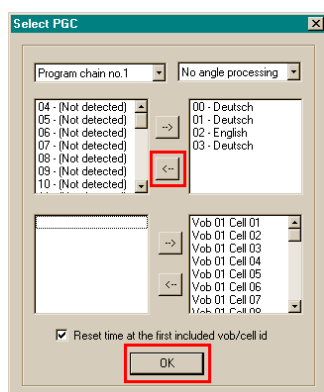 Select PGC
Program chain no.1
No angle processing
04 - (Not detected)
05 - (Not detected)
06 - (Not detected)
07 - (Not detected)
08 - (Not detected)
09 - (Not detected)
10 - (Not detected)
-->
<--
00 - Deutsch
01 - Deutsch
02 - English
03 - Deutsch
-->
<--
Vob 01 Cell 01
Vob 01 Cell 02
Vob 01 Cell 03
Vob 01 Cell 04
Vob 01 Cell 05
Vob 01 Cell 06
Vob 01 Cell 07
Vob 01 Cell 08
Reset time at the first included vob/cell id
OK